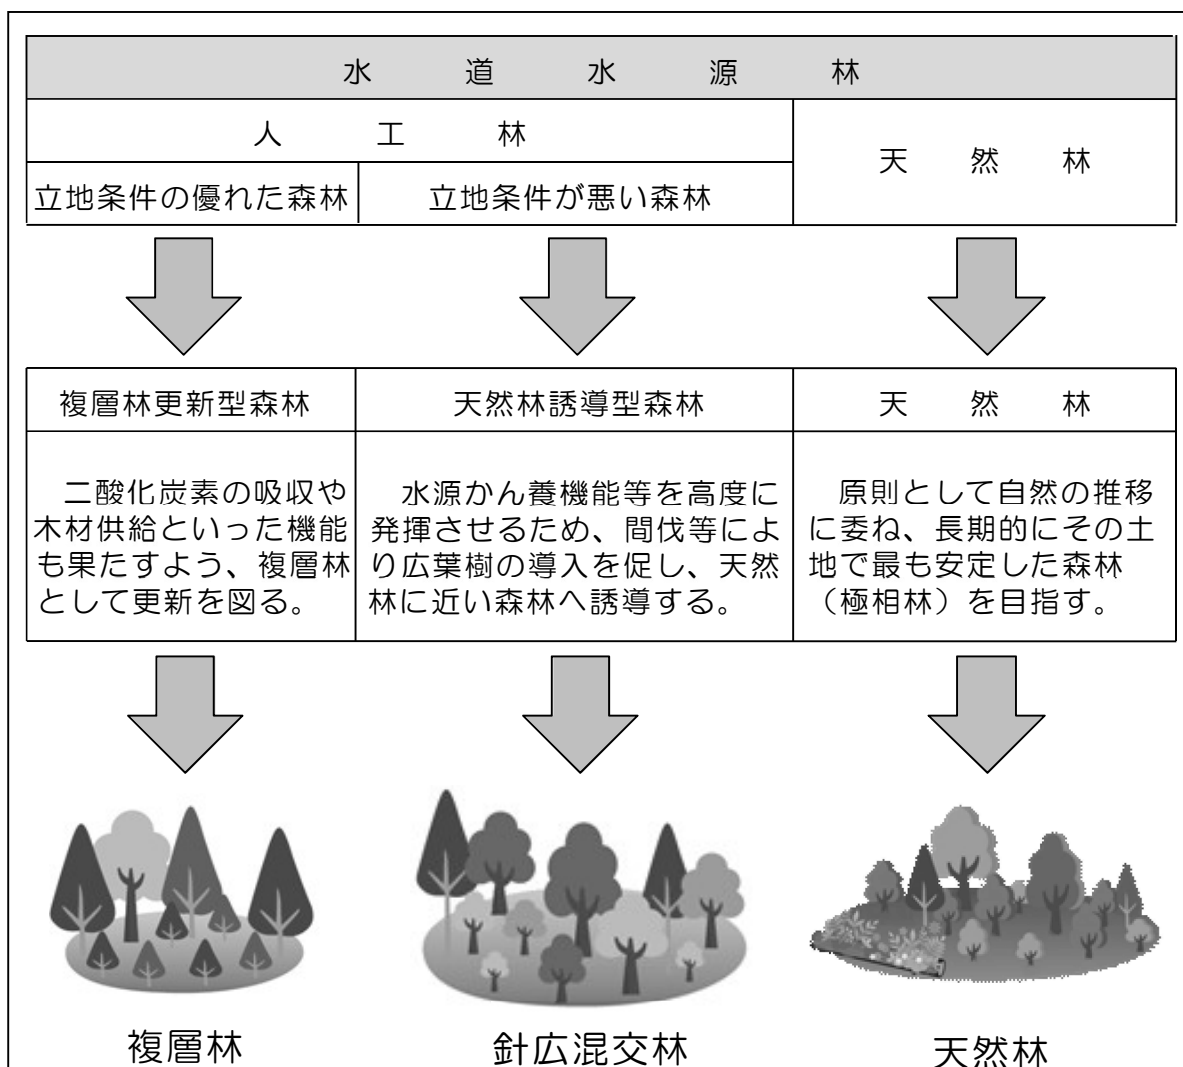 水道水源林
人工林
天然林
立地条件の優れた森林
立地条件が悪い森林
複層林更新型森林
天然林誘導型森林
天然林
二酸化炭素の吸収や
木材供給といった機能
も果たすよう、複層林
として更新を図る。
水源かん養機能等を高度に
発揮させるため、間伐等によ
り広葉樹の導入を促し、天然
林に近い森林へ誘導する。
原則として自然の推移
に委ね、長期的にその土
地で最も安定した森林
（極相林）を目指す。
複層林
針広混交林
天然林